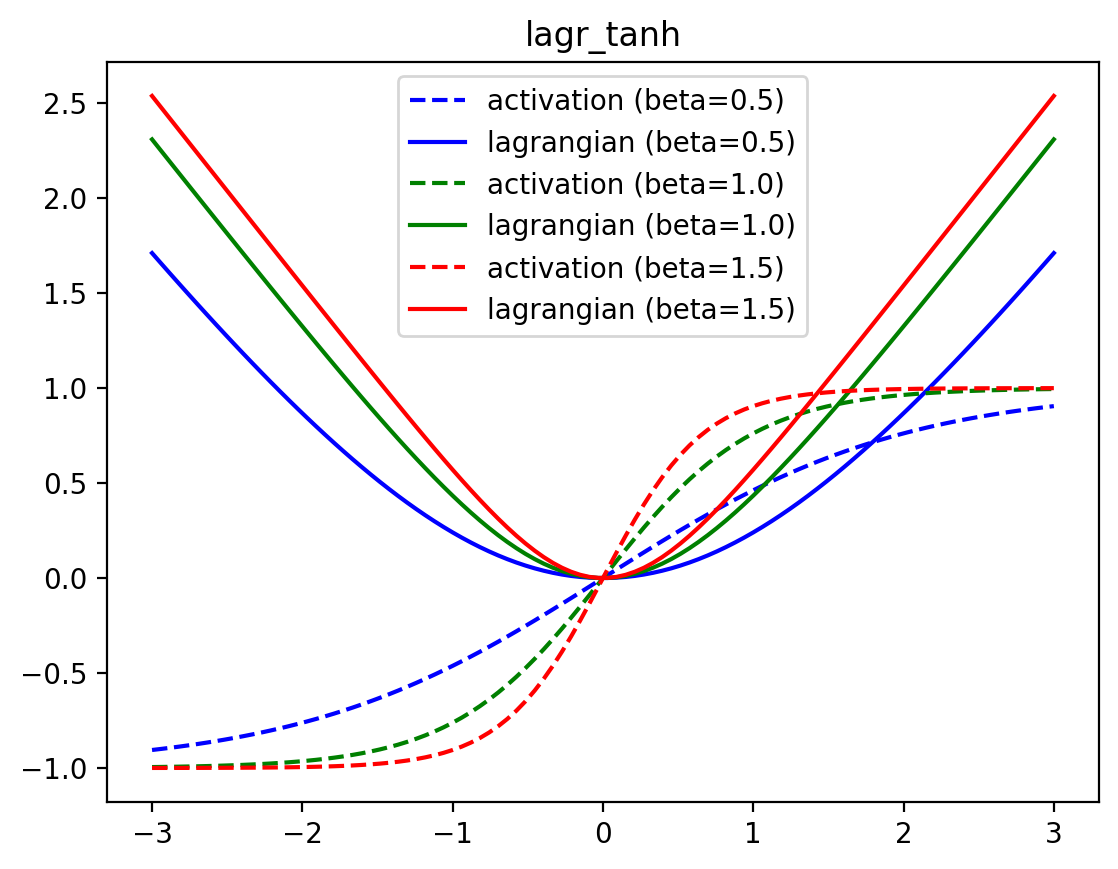 lagr_tanh
activation (beta=0.5)
lagrangian (beta=0.5)
activation (beta=1.0)
lagrangian (beta=1.0)
activation (beta=1.5)
lagrangian (beta=1.5)
2.5
2.0
1.5
1.0
0.5
0.0
−0.5
−1.0
−3 −2 −1 0 1 2 3